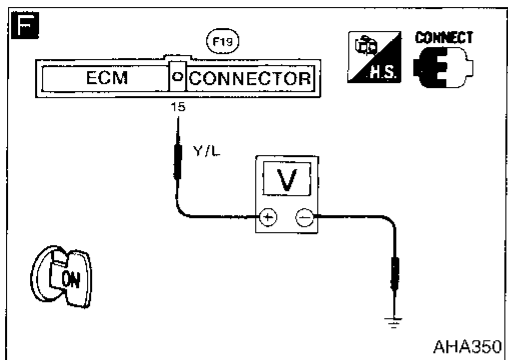 F
F19
CONNECT
ECM CONNECTOR
H.S.
15
Y/L
V
+ −
ON
AHA350